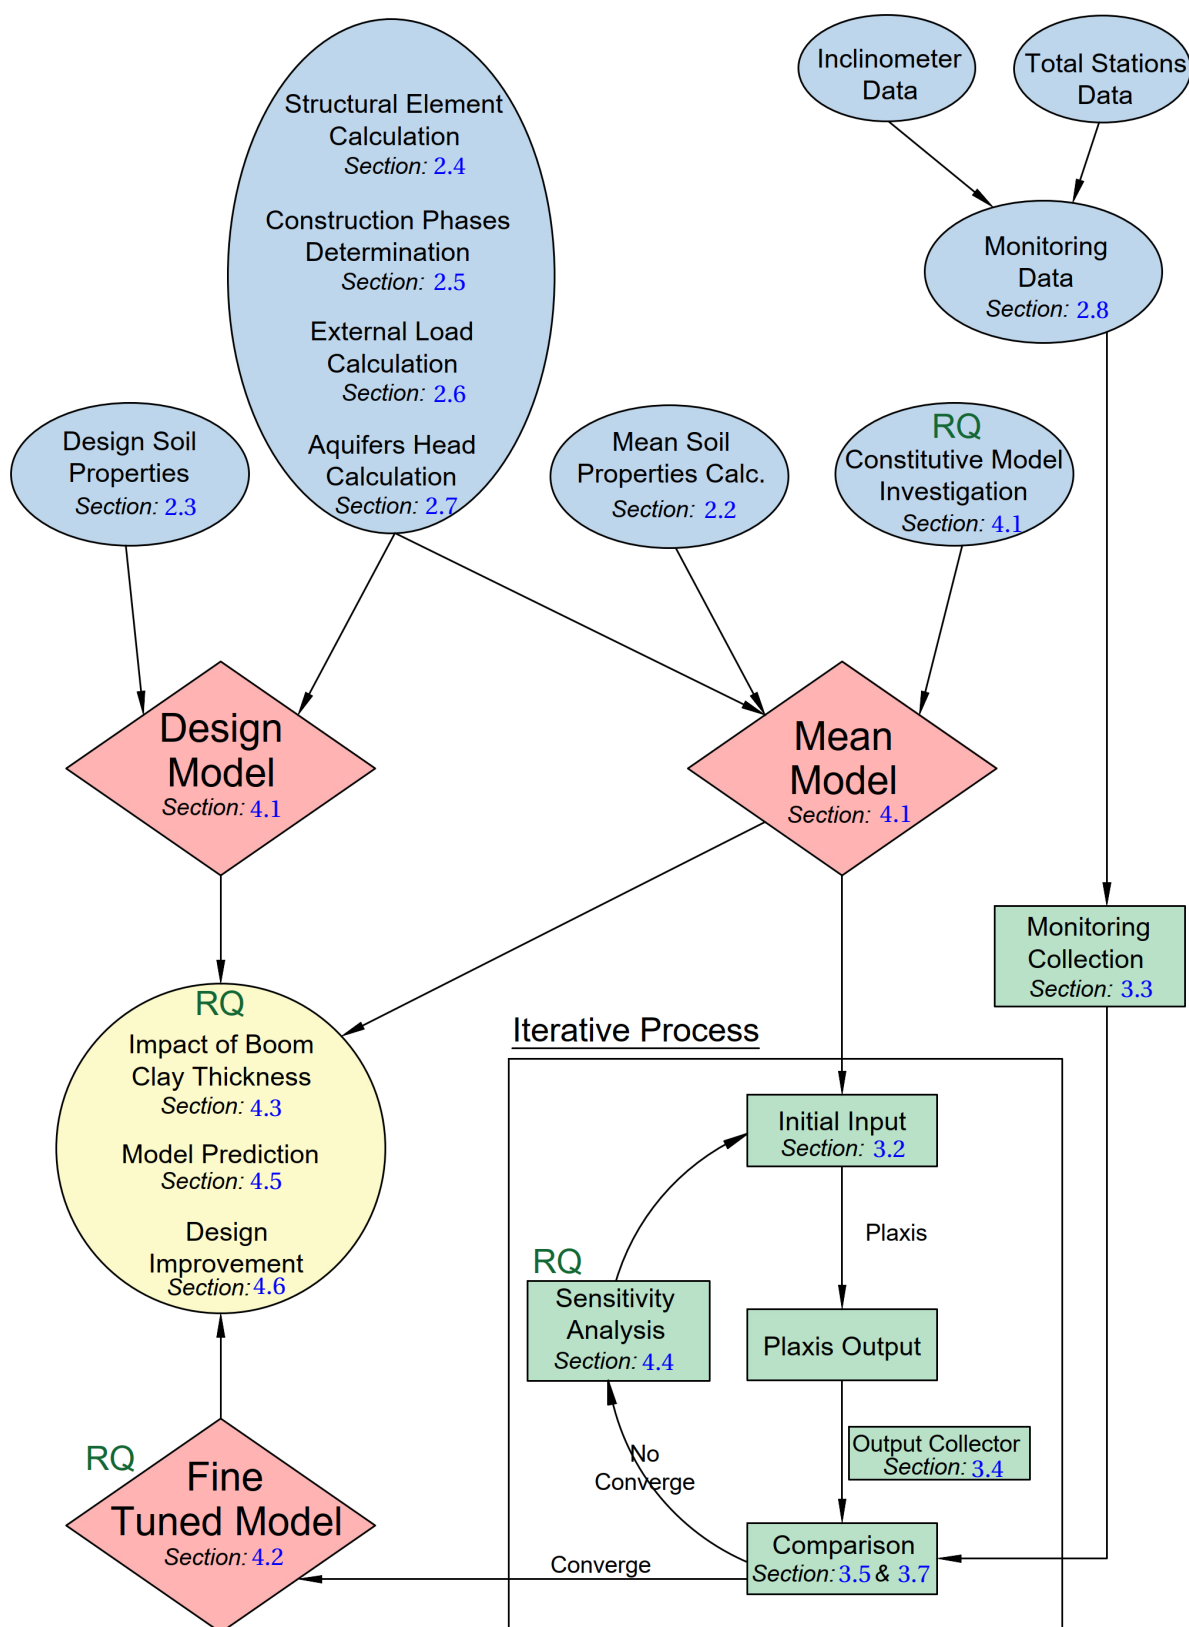 Structural Element
Calculation
Section: 2.4
Construction Phases
Determination
Section: 2.5
External Load
Calculation
Section: 2.6
Aquifers Head
Calculation
Section: 2.7
Inclinometer
Data
Total Stations
Data
Monitoring
Data
Section: 2.8
Design Soil
Properties
Section: 2.3
Mean Soil
Properties Calc.
Section: 2.2
RQ
Constitutive Model
Investigation
Section: 4.1
Design
Model
Section: 4.1
Mean
Model
Section: 4.1
Monitoring
Collection
Section: 3.3
RQ
Impact of Boom
Clay Thickness
Section: 4.3
Model Prediction
Section: 4.5
Design
Improvement
Section: 4.6
Iterative Process
Initial Input
Section: 3.2
Plaxis
RQ
Sensitivity
Analysis
Section: 4.4
Plaxis Output
Output Collector
Section: 3.4
No
Converge
Comparison
Section: 3.5 & 3.7
Converge
RQ
Fine
Tuned Model
Section: 4.2